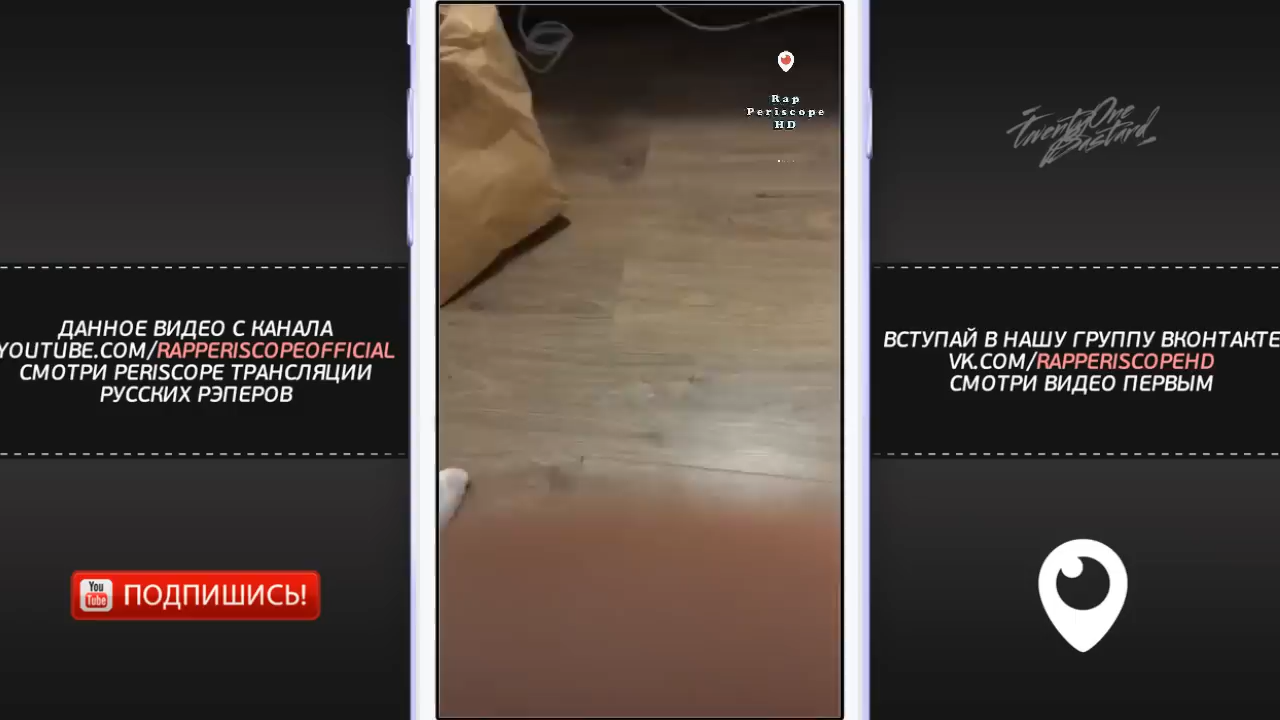 ДАННОЕ ВИДЕО С КАНАЛА
YOUTUBE.COM/RAPPERISCOPEOFFICIAL
СМОТРИ PERISCOPE ТРАНСЛЯЦИИ
РУССКИХ РЭПЕРОВ
You
Tube
ПОДПИШИСЬ!
Rap
Periscope
HD
TwentyOne
Bastard
ВСТУПАЙ В НАШУ ГРУППУ ВКОНТАКТЕ
VK.COM/RAPPERISCOPEHD
СМОТРИ ВИДЕО ПЕРВЫМ